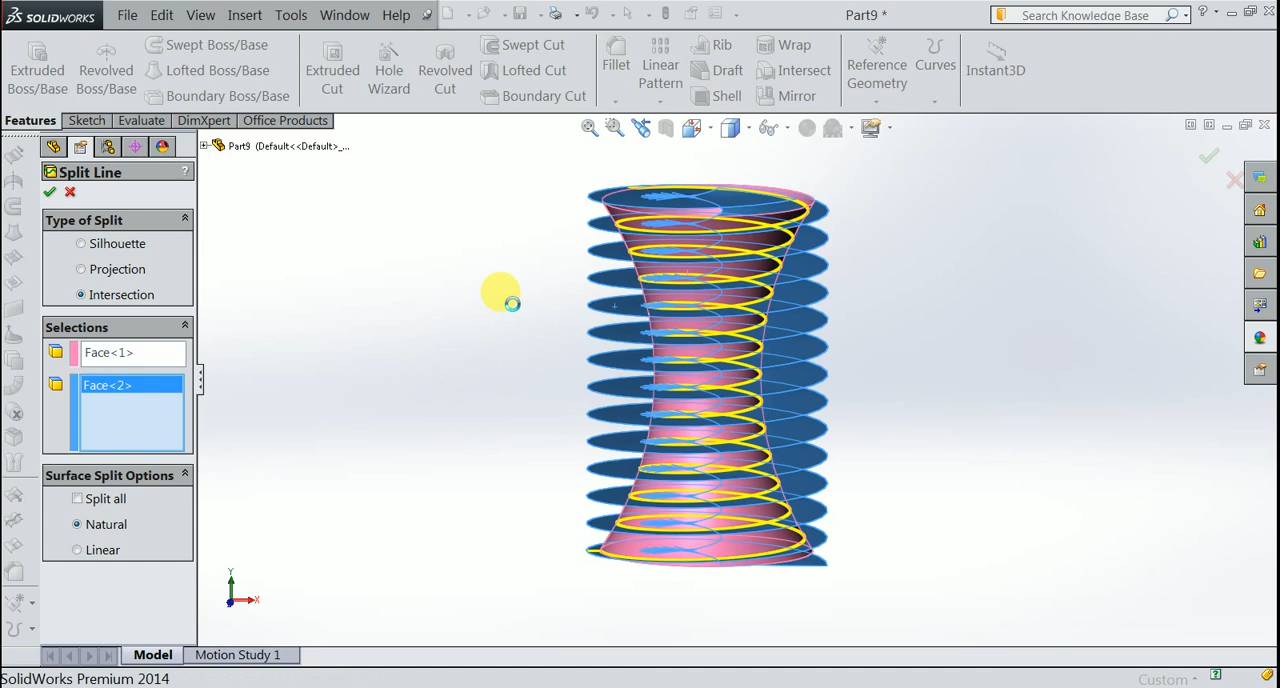 SOLIDWORKS File Edit View Insert Tools Window Help Part9 * Search Knowledge Base
Extruded Boss/Base
Revolved Boss/Base
Swept Boss/Base
Lofted Boss/Base
Boundary Boss/Base
Extruded Cut
Hole Wizard
Revolved Cut
Swept Cut
Lofted Cut
Boundary Cut
Fillet
Linear Pattern
Rib
Draft
Shell
Wrap
Intersect
Mirror
Reference Geometry
Curves
Instant3D
Features Sketch Evaluate DimXpert Office Products
Part9 (Default<<Default>_...
Split Line ?
Type of Split
Silhouette
Projection
Intersection
Selections
Face<1>
Face<2>
Surface Split Options
Split all
Natural
Linear
Y
X
Model Motion Study 1
SolidWorks Premium 2014 Custom